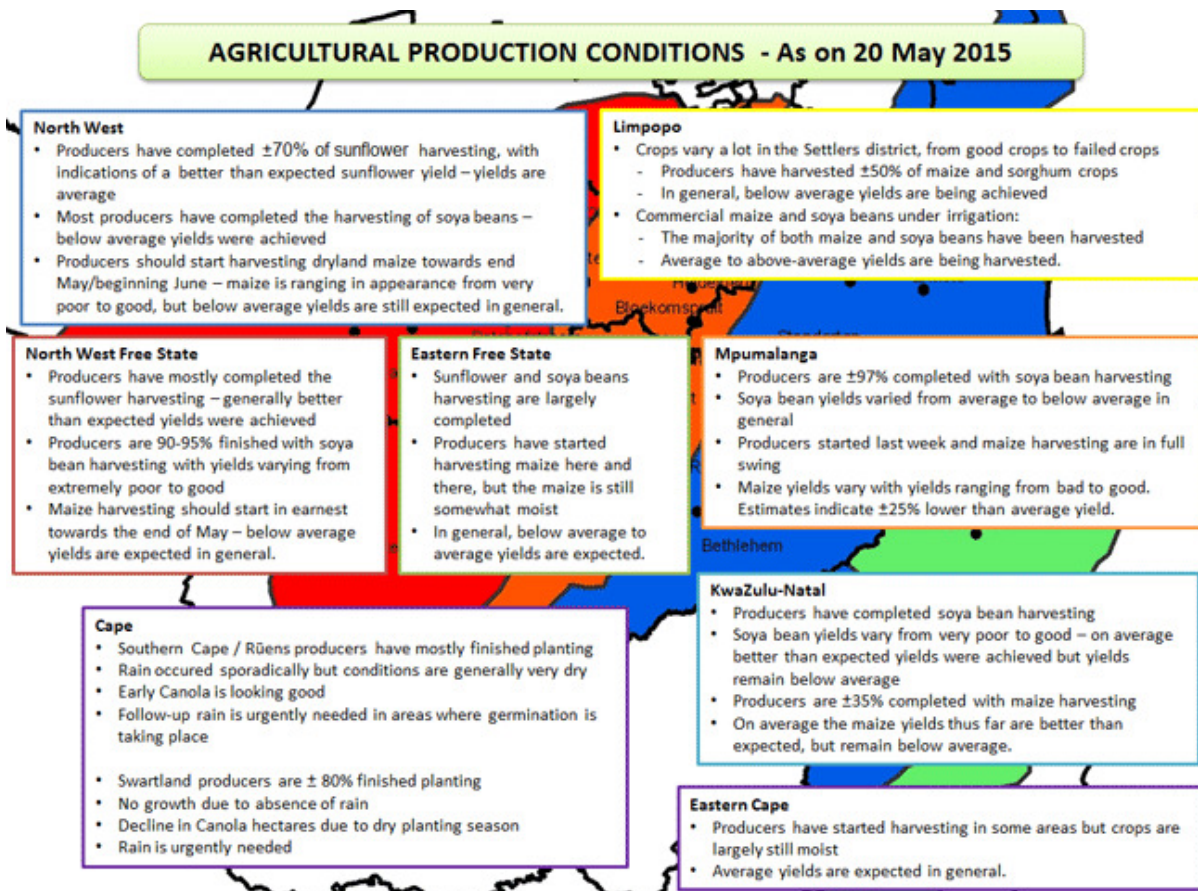 AGRICULTURAL PRODUCTION CONDITIONS - As on 20 May 2015
North West
• Producers have completed ±70% of sunflower harvesting, with
indications of a better than expected sunflower yield – yields are
average
• Most producers have completed the harvesting of soya beans –
below average yields were achieved
• Producers should start harvesting dryland maize towards end
May/beginning June – maize is ranging in appearance from very
poor to good, but below average yields are still expected in general.
Limpopo
• Crops vary a lot in the Settlers district, from good crops to failed crops
- Producers have harvested ±50% of maize and sorghum crops
- In general, below average yields are being achieved
• Commercial maize and soya beans under irrigation:
- The majority of both maize and soya beans have been harvested
- Average to above-average yields are being harvested.
Bloekomspruit
North West Free State
• Producers have mostly completed the
sunflower harvesting – generally better
than expected yields were achieved
• Producers are 90-95% finished with soya
bean harvesting with yields varying from
extremely poor to good
• Maize harvesting should start in earnest
towards the end of May – below average
yields are expected in general.
Eastern Free State
• Sunflower and soya beans
harvesting are largely
completed
• Producers have started
harvesting maize here and
there, but the maize is still
somewhat moist
• In general, below average to
average yields are expected.
Mpumalanga
• Producers are ±97% completed with soya bean harvesting
• Soya bean yields varied from average to below average in
general
• Producers started last week and maize harvesting are in full
swing
• Maize yields vary with yields ranging from bad to good.
Estimates indicate ±25% lower than average yield.
Bethlehem
Cape
• Southern Cape / Rūens producers have mostly finished planting
• Rain occured sporadically but conditions are generally very dry
• Early Canola is looking good
• Follow-up rain is urgently needed in areas where germination is
taking place
• Swartland producers are ± 80% finished planting
• No growth due to absence of rain
• Decline in Canola hectares due to dry planting season
• Rain is urgently needed
KwaZulu-Natal
• Producers have completed soya bean harvesting
• Soya bean yields vary from very poor to good – on average
better than expected yields were achieved but yields
remain below average
• Producers are ±35% completed with maize harvesting
• On average the maize yields thus far are better than
expected, but remain below average.
Eastern Cape
• Producers have started harvesting in some areas but crops are
largely still moist
• Average yields are expected in general.